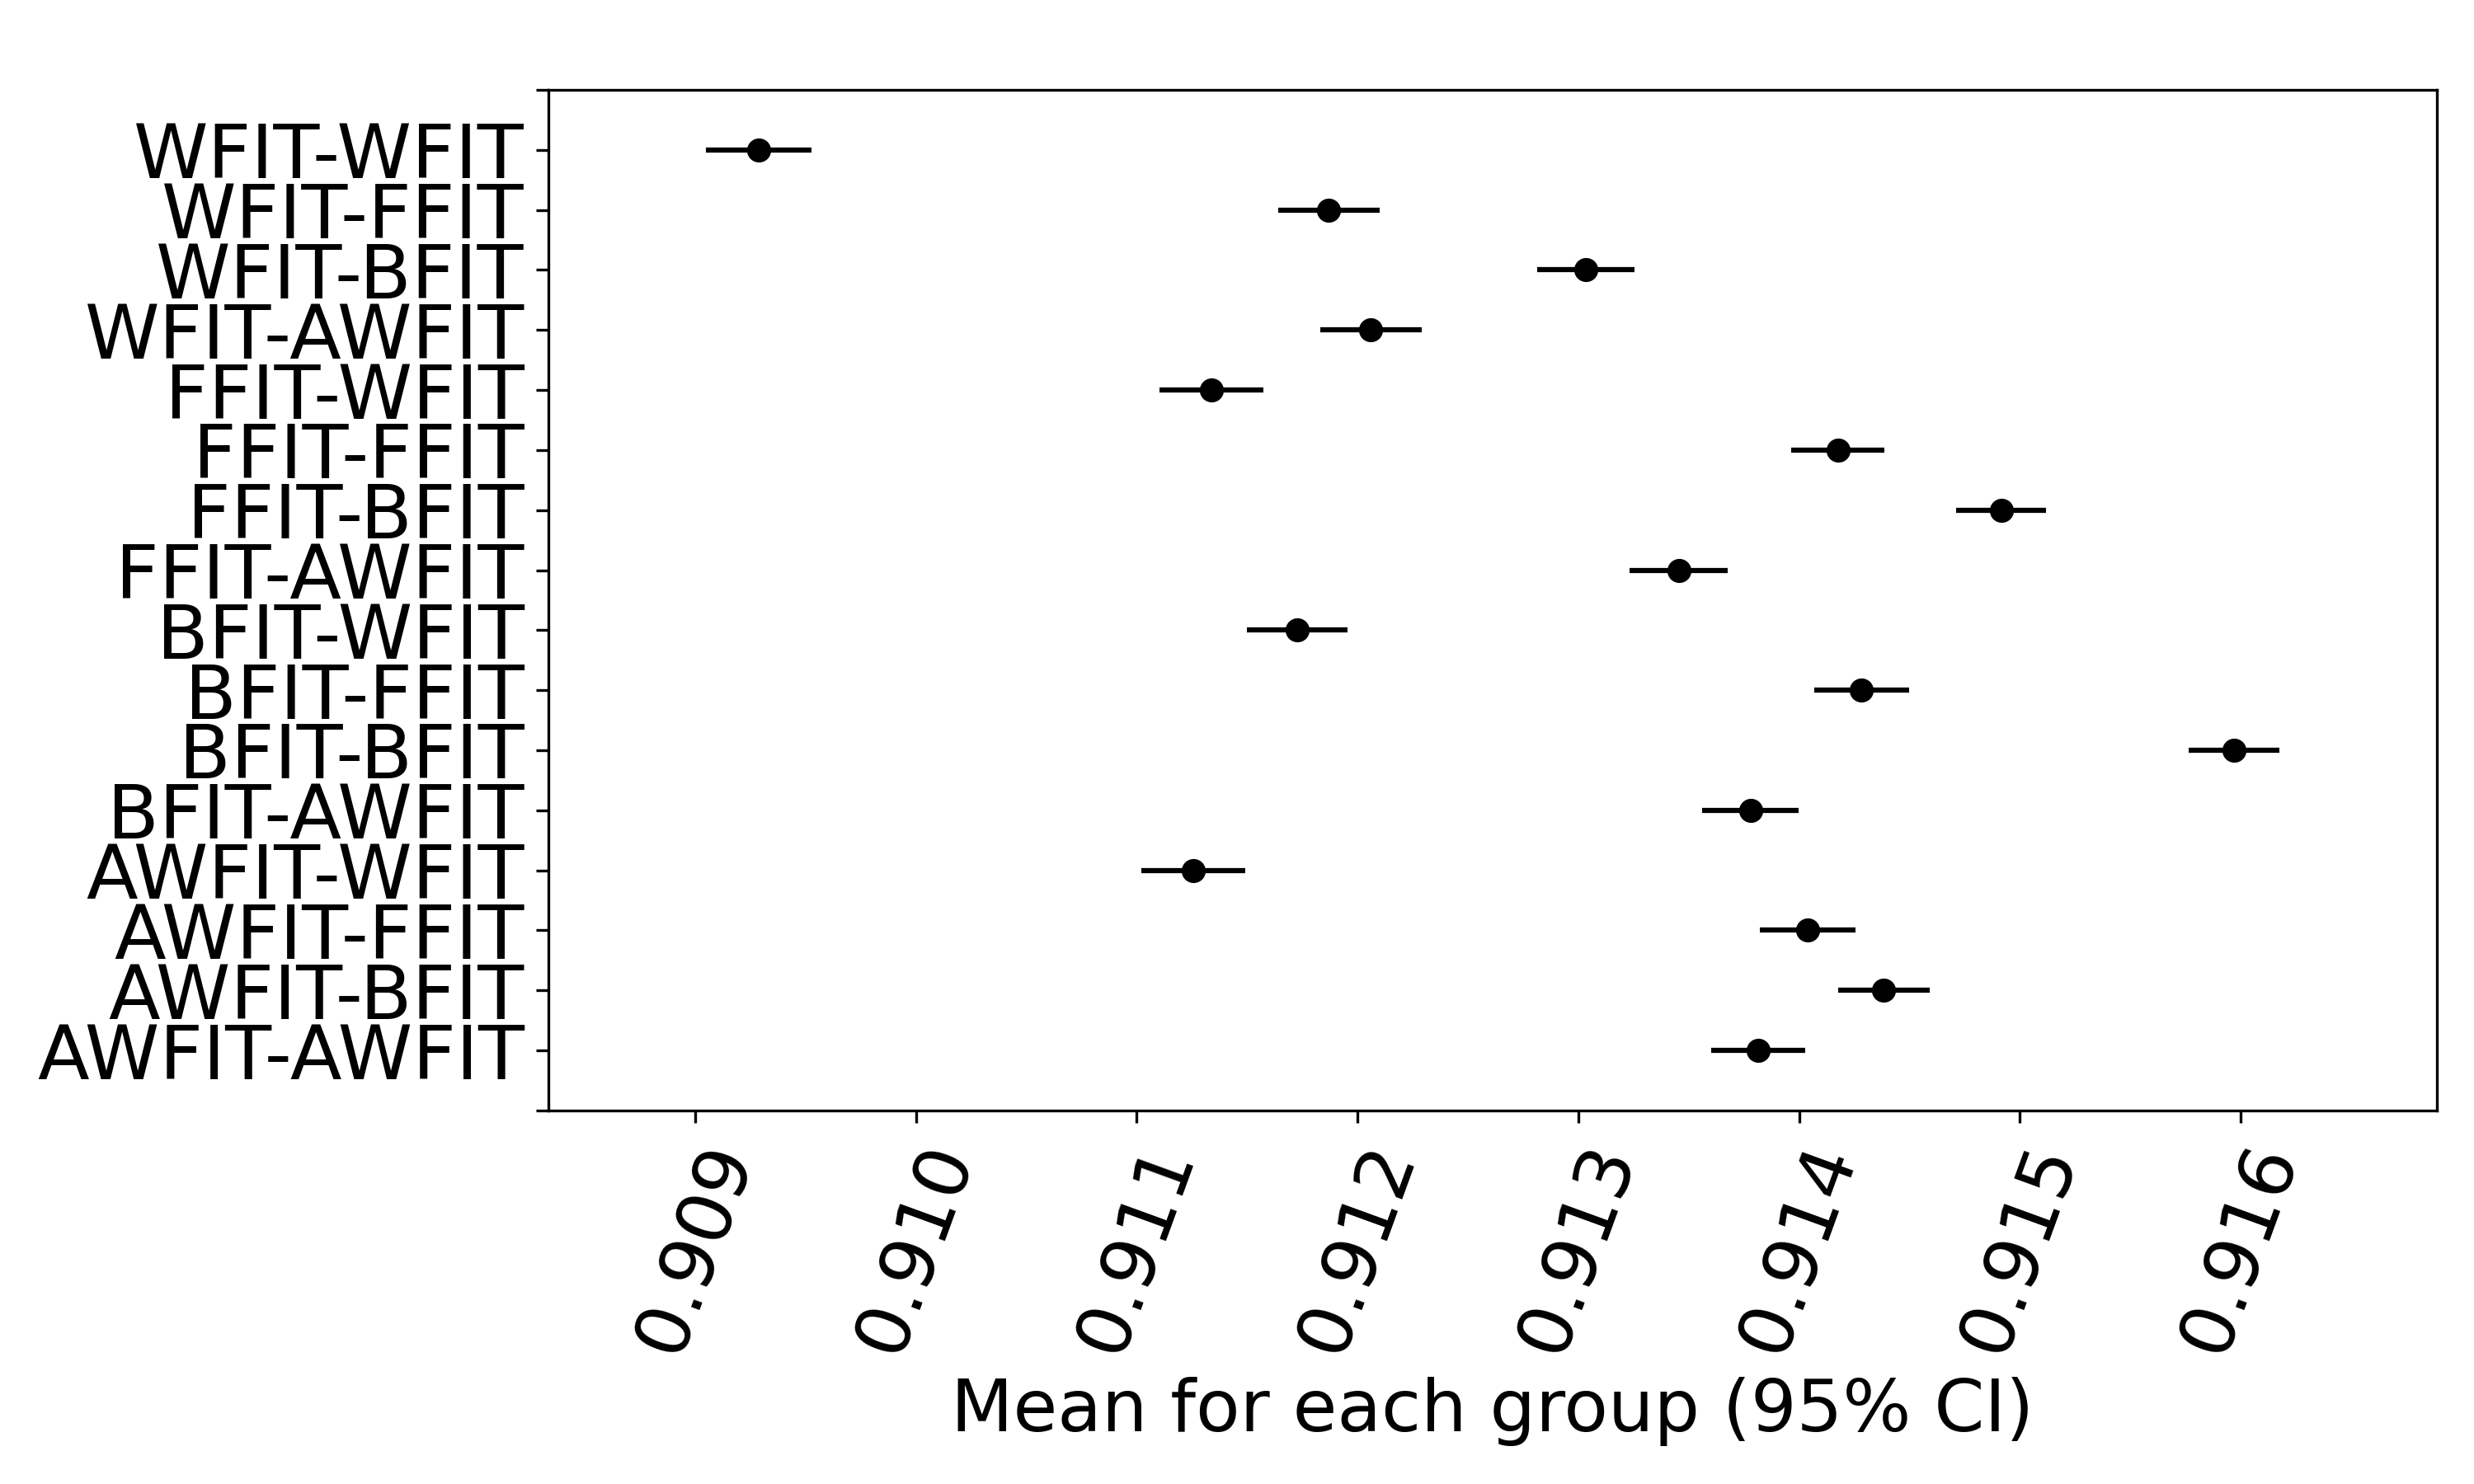 WFIT-WFIT
WFIT-FFIT
WFIT-BFIT
WFIT-AWFIT
FFIT-WFIT
FFIT-FFIT
FFIT-BFIT
FFIT-AWFIT
BFIT-WFIT
BFIT-FFIT
BFIT-BFIT
BFIT-AWFIT
AWFIT-WFIT
AWFIT-FFIT
AWFIT-BFIT
AWFIT-AWFIT
0.909 0.910 0.911 0.912 0.913 0.914 0.915 0.916
Mean for each group (95% CI)